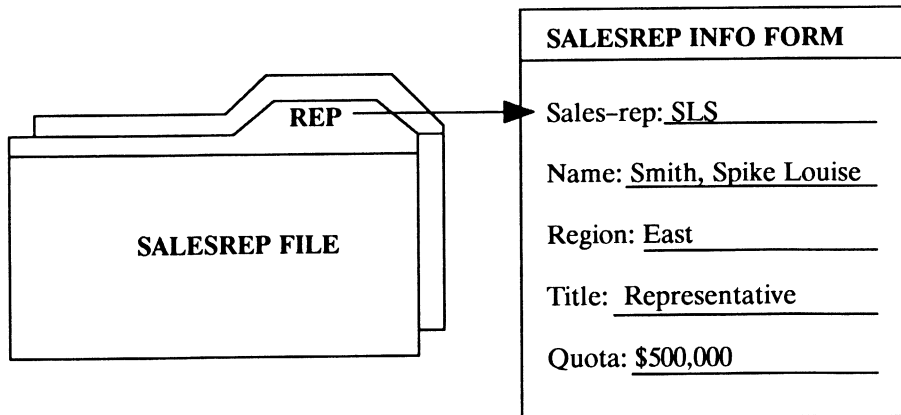 REP
SALESREP FILE
SALESREP INFO FORM
Sales-rep: SLS
Name: Smith, Spike Louise
Region: East
Title: Representative
Quota: $500,000